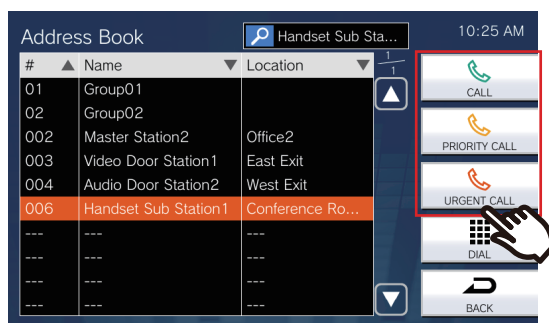 Address Book
Handset Sub Sta...
10:25 AM
# ▲ Name ▼ Location ▼
1/1
01 Group01
02 Group02
002 Master Station2 Office2
003 Video Door Station1 East Exit
004 Audio Door Station2 West Exit
006 Handset Sub Station1 Conference Ro...
--- --- ---
--- --- ---
--- --- ---
--- --- ---
CALL
PRIORITY CALL
URGENT CALL
DIAL
BACK